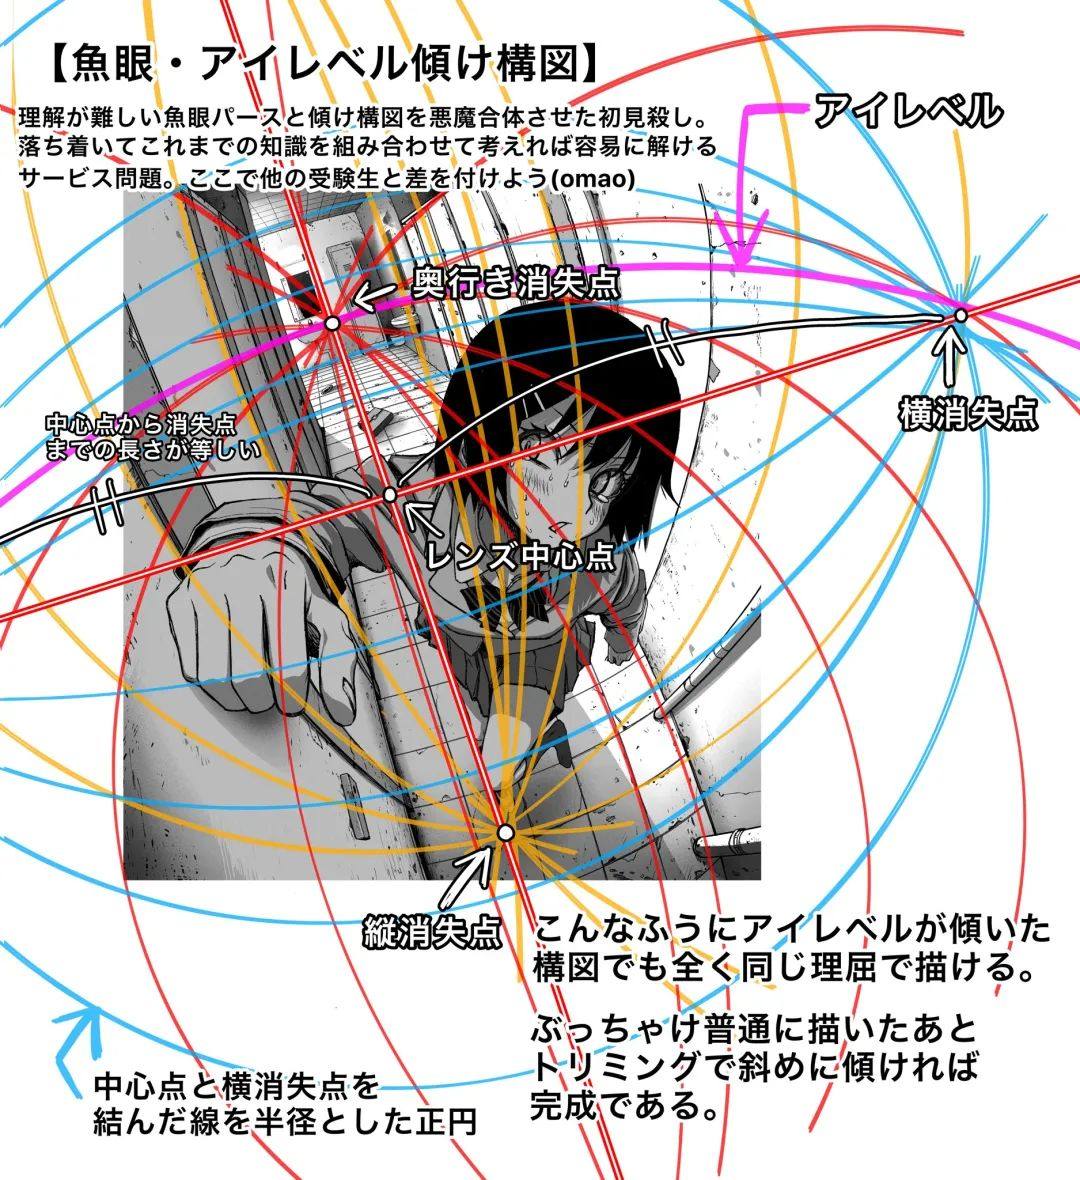 【魚眼・アイレベル傾け構図】
理解が難しい魚眼パースと傾け構図を悪魔合体させた初見殺し。
落ち着いてこれまでの知識を組み合わせて考えれば容易に解ける
サービス問題。ここで他の受験生と差を付けよう(omao)
アイレベル
奥行き消失点
横消失点
中心点から消失点
までの長さが等しい
レンズ中心点
縦消失点
こんなふうにアイレベルが傾いた
構図でも全く同じ理屈で描ける。
ぶっちゃけ普通に描いたあと
トリミングで斜めに傾ければ
完成である。
中心点と横消失点を
結んだ線を半径とした正円